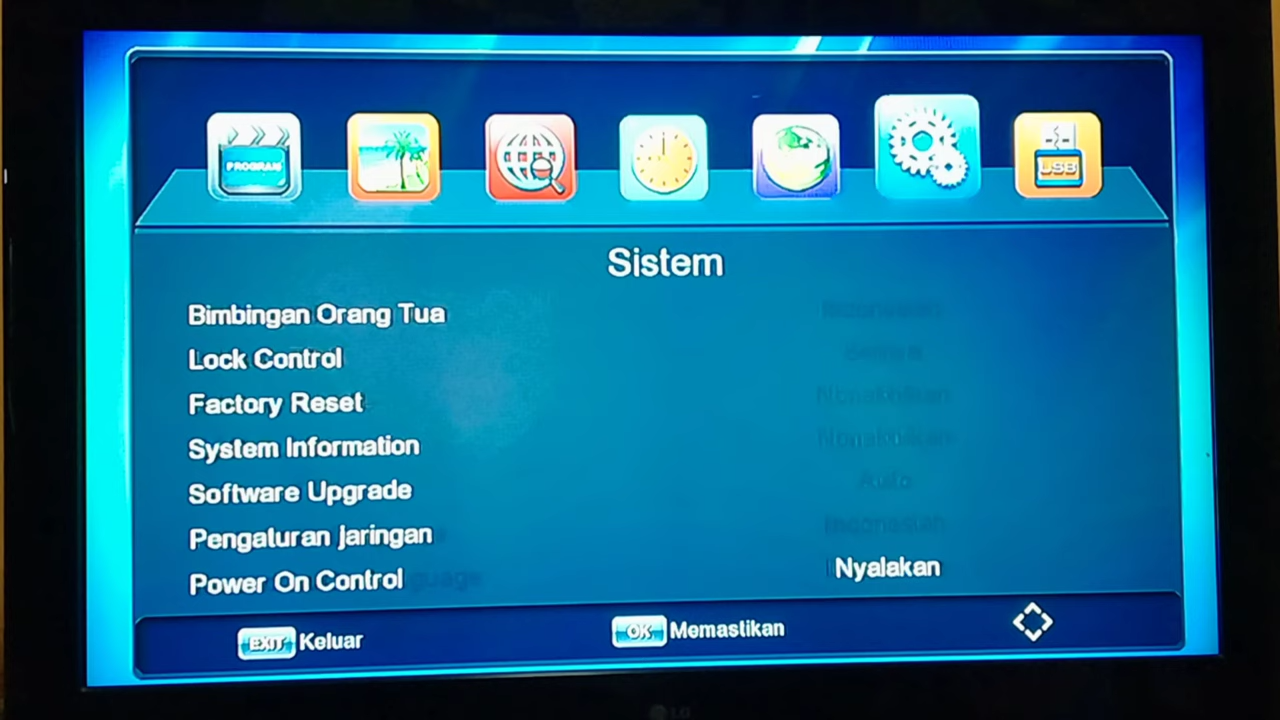 PROGRAM
USB
Sistem
Bimbingan Orang Tua
Lock Control
Factory Reset
System Information
Software Upgrade
Pengaturan Jaringan
Power On Control Nyalakan
EXIT Keluar OK Memastikan
LG